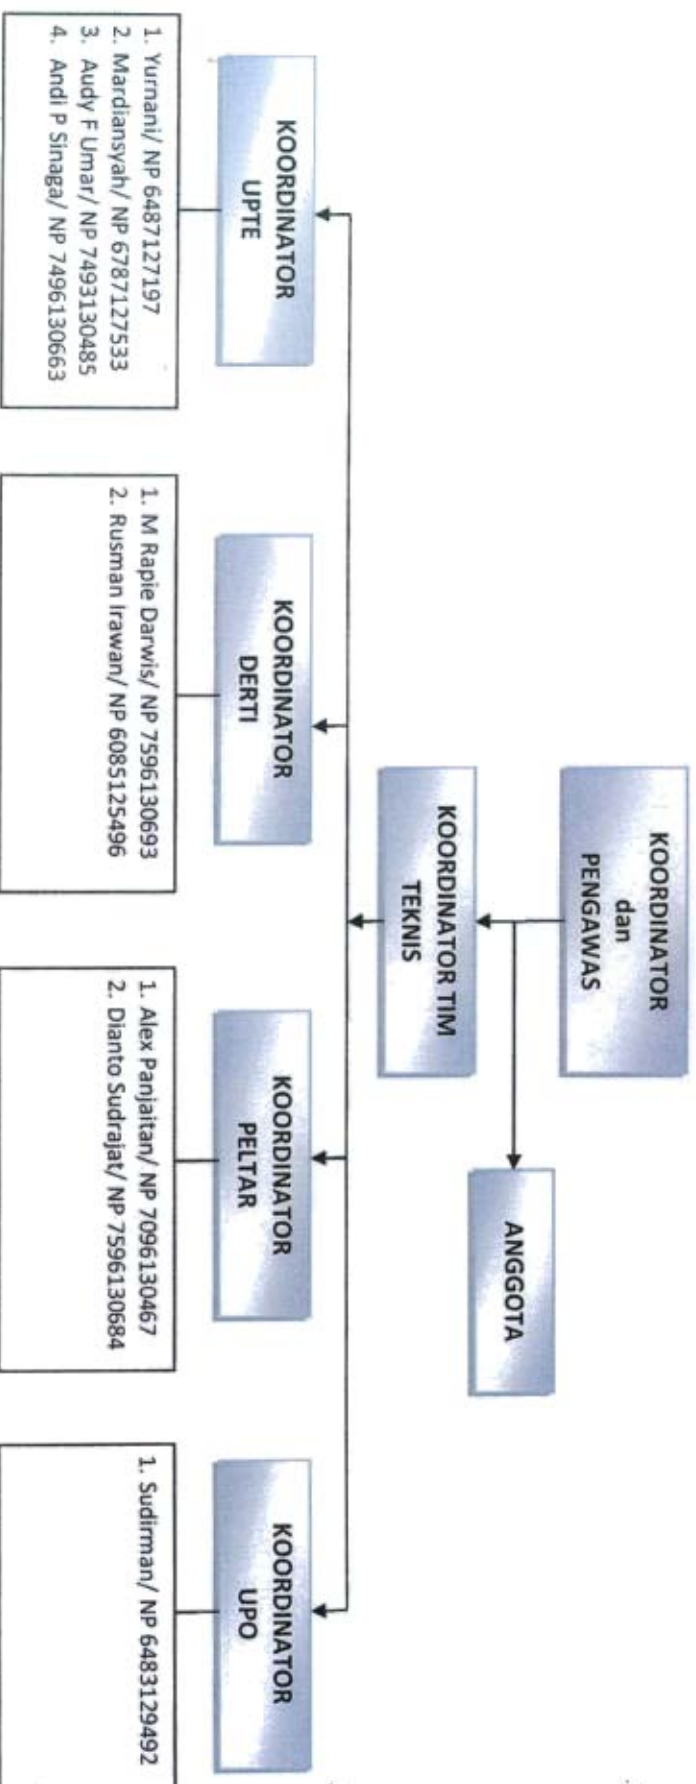 KOORDINATOR
dan
PENGAWAS
ANGGOTA
KOORDINATOR TIM
TEKNIS
KOORDINATOR
UPTE
KOORDINATOR
DERTI
KOORDINATOR
PELTAR
KOORDINATOR
UPO
1. Yurnani/ NP 6487127197
2. Mardiansyah/ NP 6787127533
3. Audy F Umar/ NP 7493130485
4. Andi P Sinaga/ NP 7496130663
1. M Rapie Darwis/ NP 7596130693
2. Rusman Irawan/ NP 6085125496
1. Alex Panjaitan/ NP 7096130467
2. Dianto Sudrajat/ NP 7596130684
1. Sudirman/ NP 6483129492